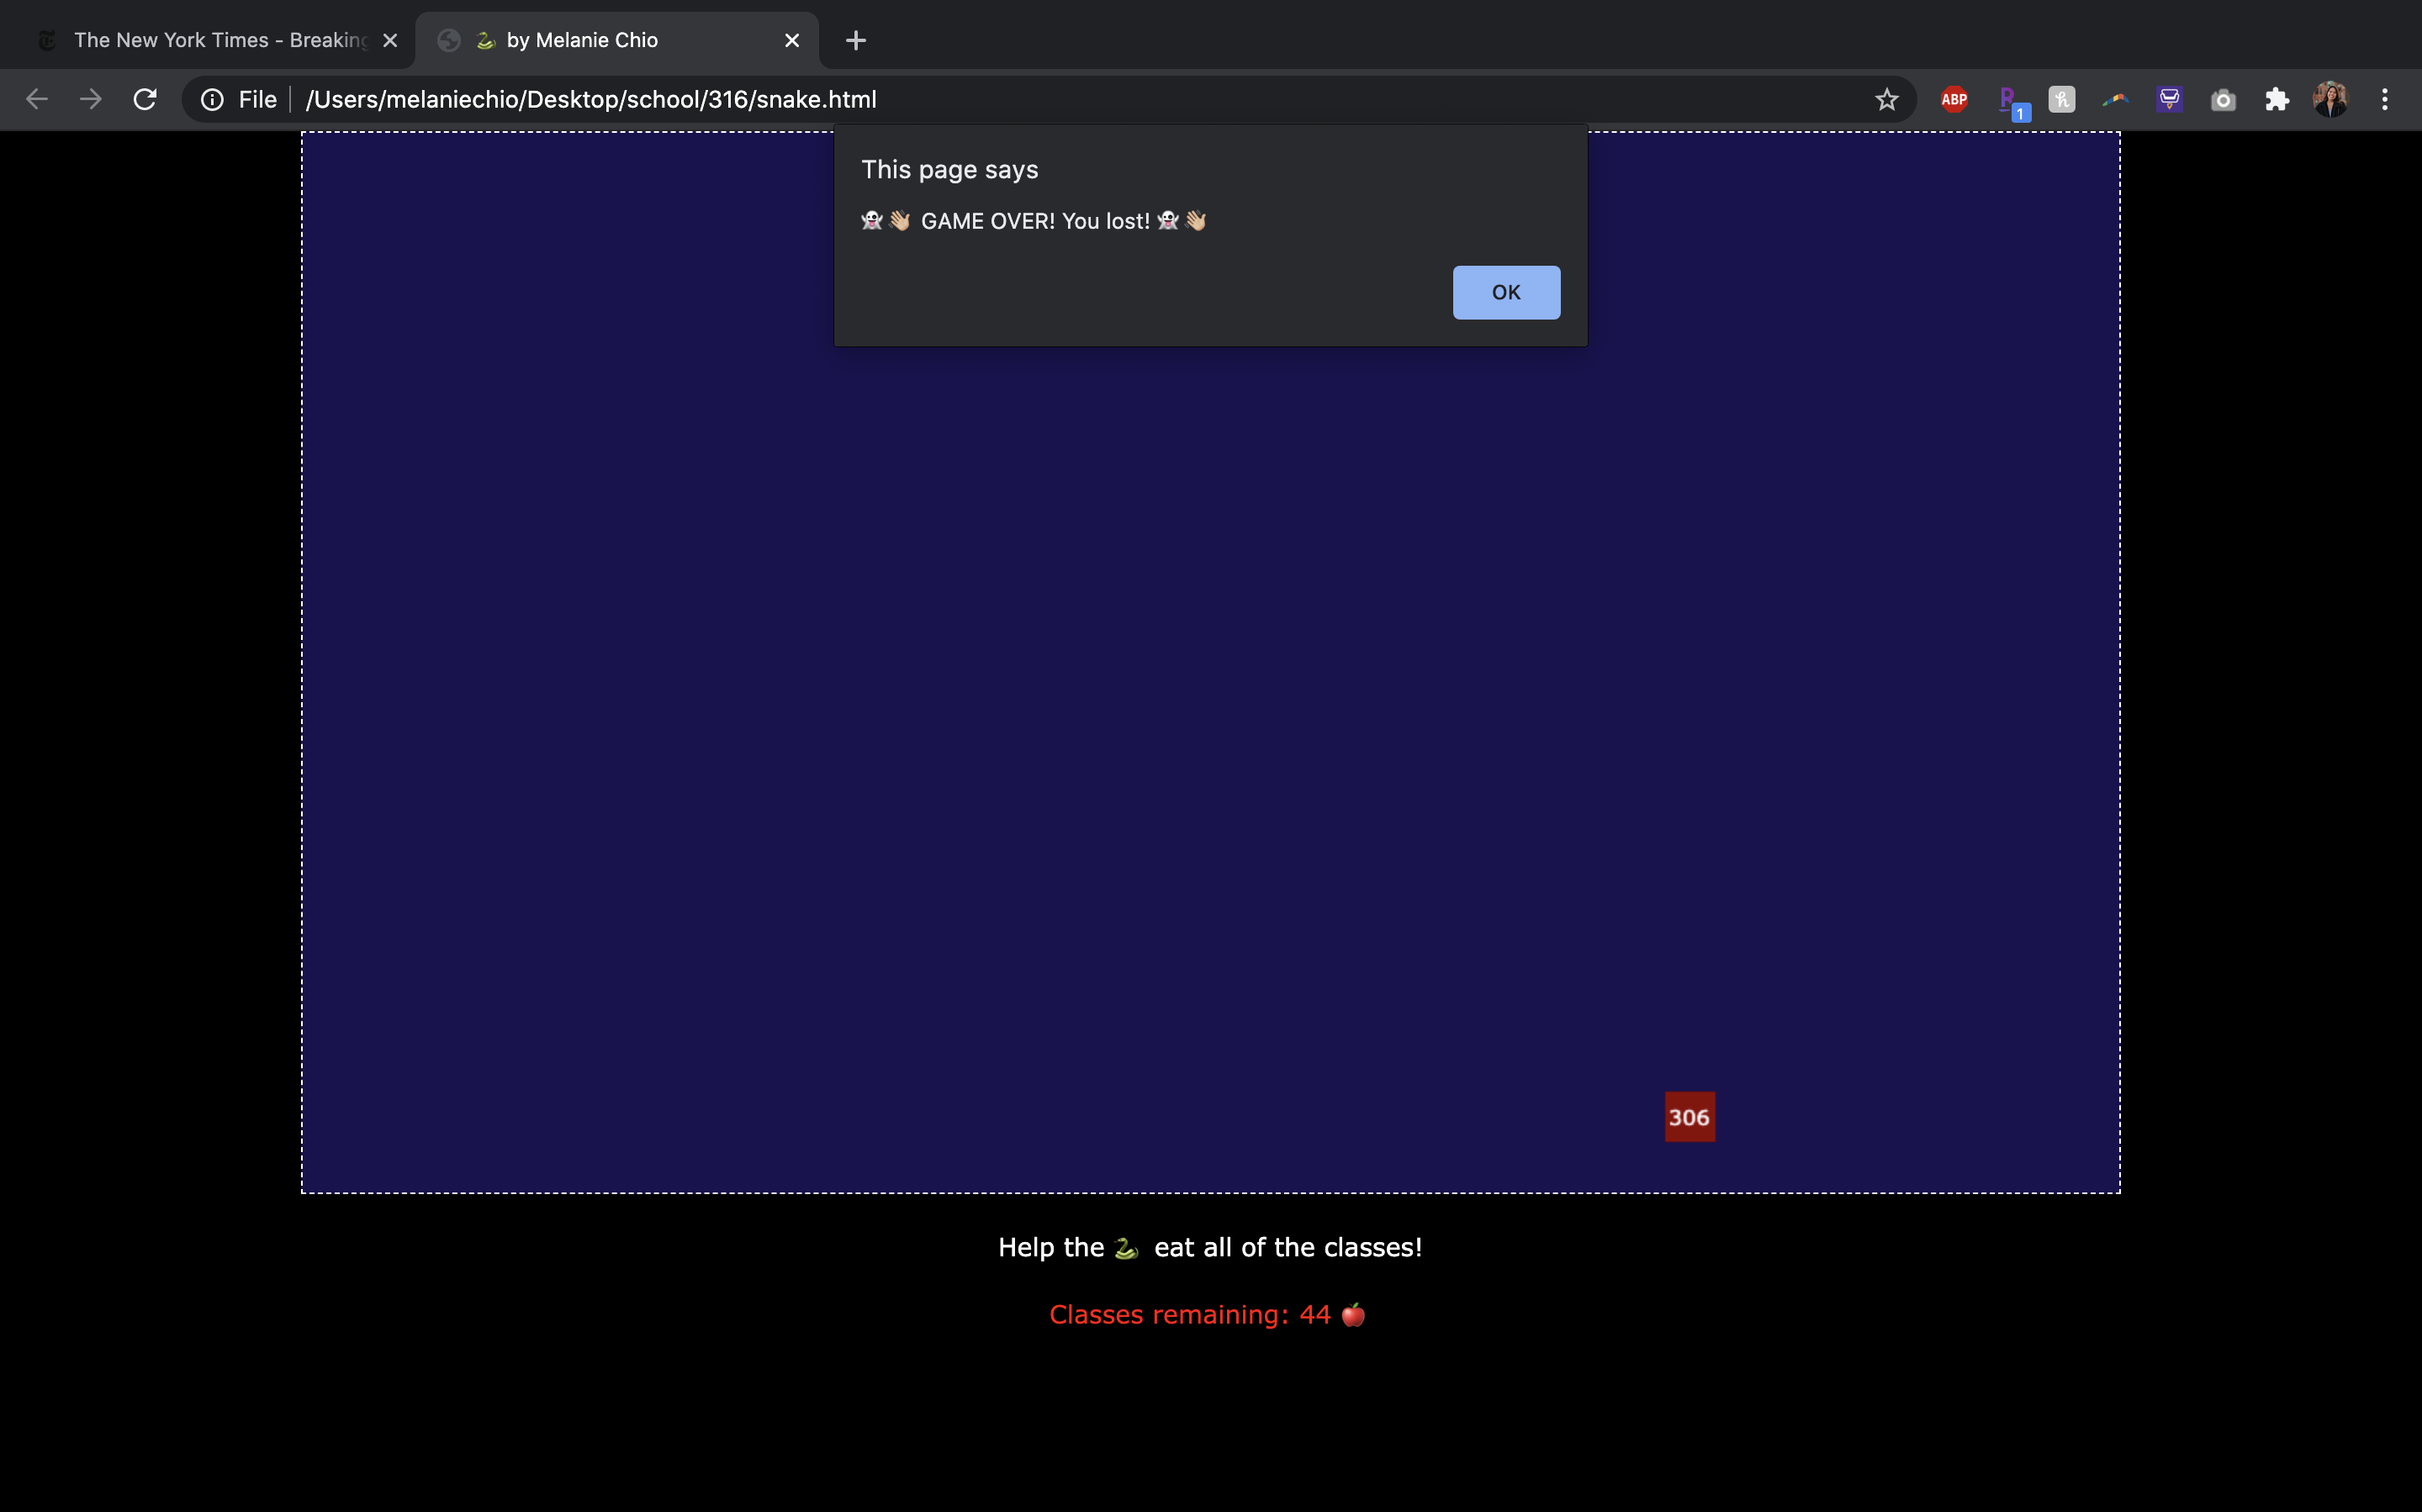 The New York Times - Breaking
🐍 by Melanie Chio
File | /Users/melaniechio/Desktop/school/316/snake.html
ABP
1
This page says
👻👋🏼 GAME OVER! You lost! 👻👋🏼
OK
306
Help the 🐍 eat all of the classes!
Classes remaining: 44 🍎